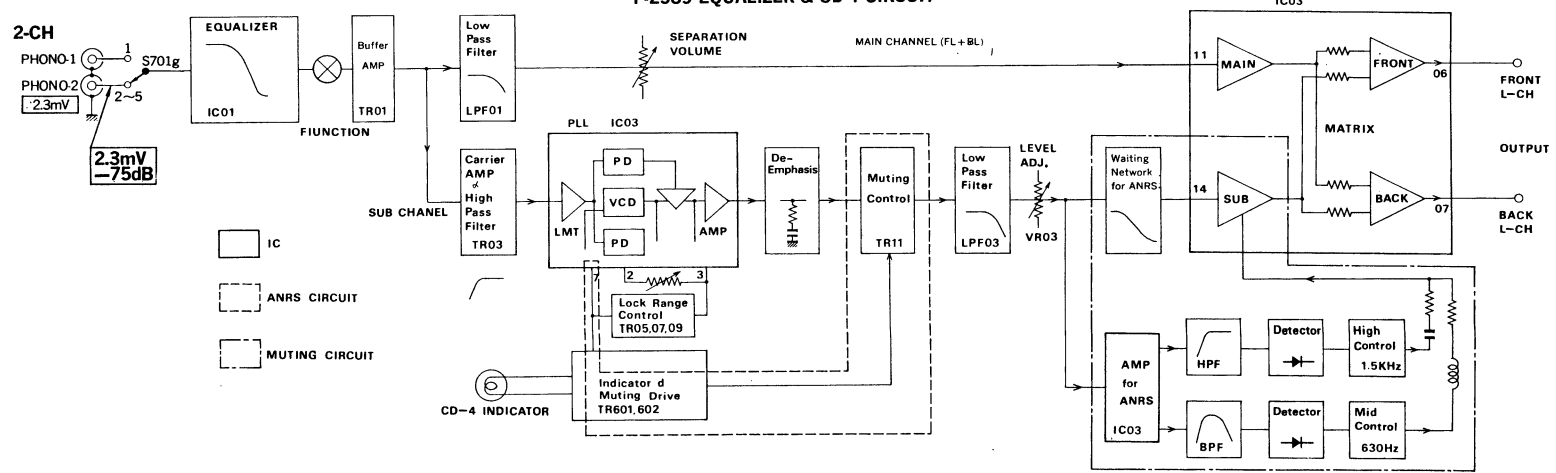 IC03
2-CH
PHONO-1
1
S701g
PHONO-2
2~5
2.3mV
2.3mV
—75dB
EQUALIZER
IC01
FIUNCTION
Buffer
AMP
TR01
Low
Pass
Filter
LPF01
SEPARATION
VOLUME
MAIN CHANNEL (FL+BL)
11
MAIN
FRONT
06
FRONT
L-CH
MATRIX
OUTPUT
14
SUB
BACK
07
BACK
L-CH
SUB CHANEL
Carrier
AMP
High
Pass
Filter
TR03
PLL IC03
LMT
PD
VCD
PD
AMP
7
2
3
Lock Range
Control
TR05,07,09
De-
Emphasis
Muting
Control
TR11
Low
Pass
Filter
LPF03
LEVEL
ADJ.
VR03
Waiting
Network
for ANRS
IC
ANRS CIRCUIT
MUTING CIRCUIT
CD-4 INDICATOR
Indicator d
Muting Drive
TR601,602
AMP
for
ANRS
IC03
HPF
Detector
High
Control
1.5KHz
BPF
Detector
Mid
Control
630Hz